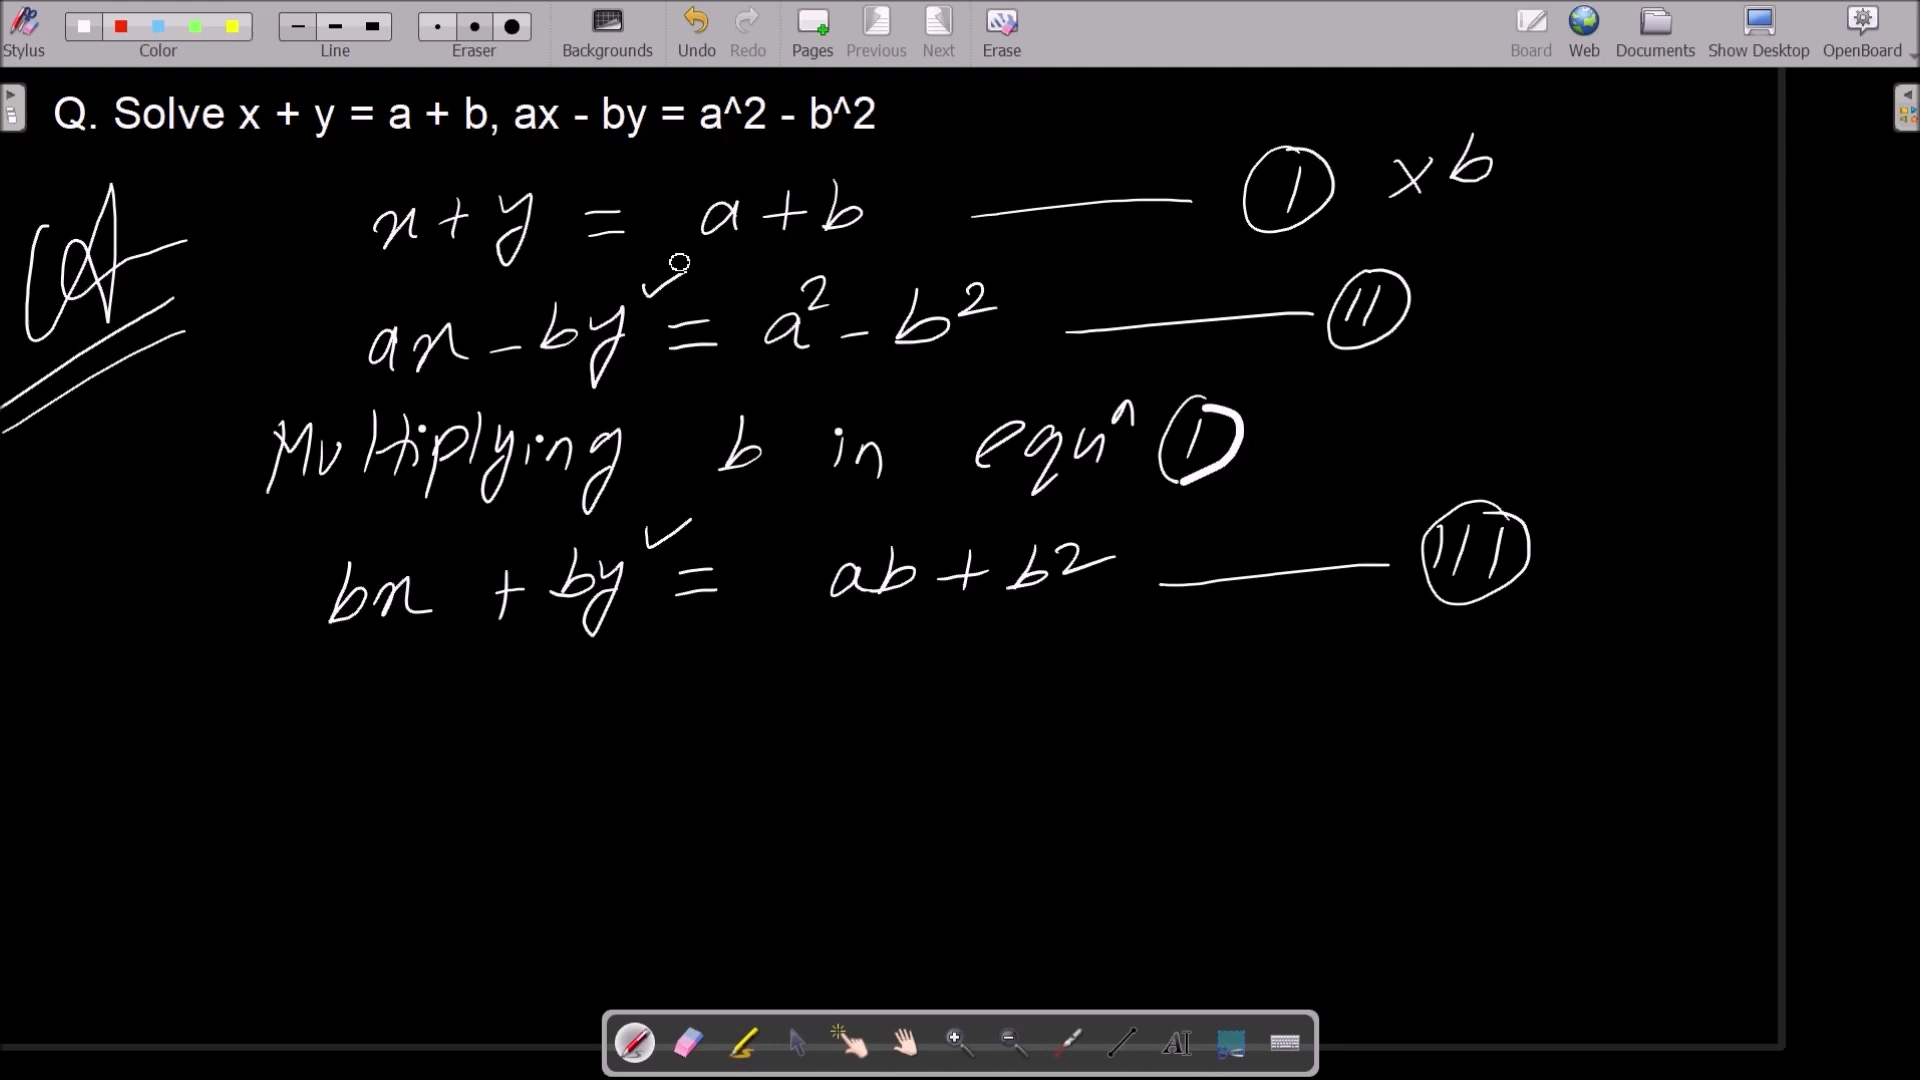 Stylus Color Line Eraser Backgrounds Undo Redo Pages Previous Next Erase Board Web Documents Show Desktop OpenBoard
Q. Solve x + y = a + b, ax - by = a^2 - b^2
x + y = a + b ——— I × b
ax - by ✓ = a² - b² ——— II
Multiplying b in equⁿ I
bx + by ✓ = ab + b² ——— III
AI